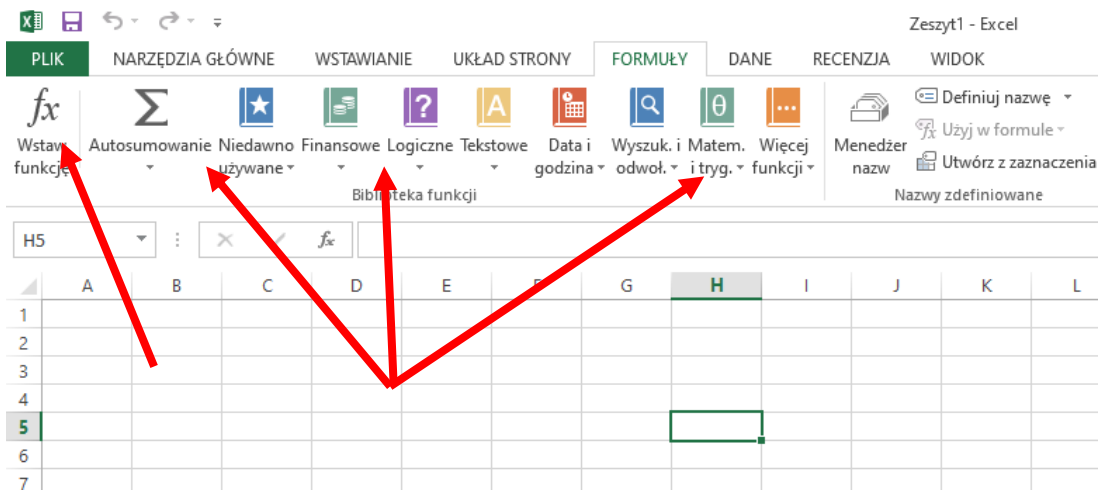 Zeszyt1 - Excel
PLIK NARZĘDZIA GŁÓWNE WSTAWIANIE UKŁAD STRONY FORMUŁY DANE RECENZJA WIDOK
fx
Wstaw funkcję
Autosumowanie
Niedawno używane
Finansowe
?
Logiczne
A
Tekstowe
Data i godzina
Wyszuk. i odwoł.
θ
Matem. i tryg.
Więcej funkcji
Biblioteka funkcji
Menedżer nazw
Definiuj nazwę
Użyj w formule
Utwórz z zaznaczenia
Nazwy zdefiniowane
H5 fx
A B C D E F G H I J K L
1
2
3
4
5
6
7